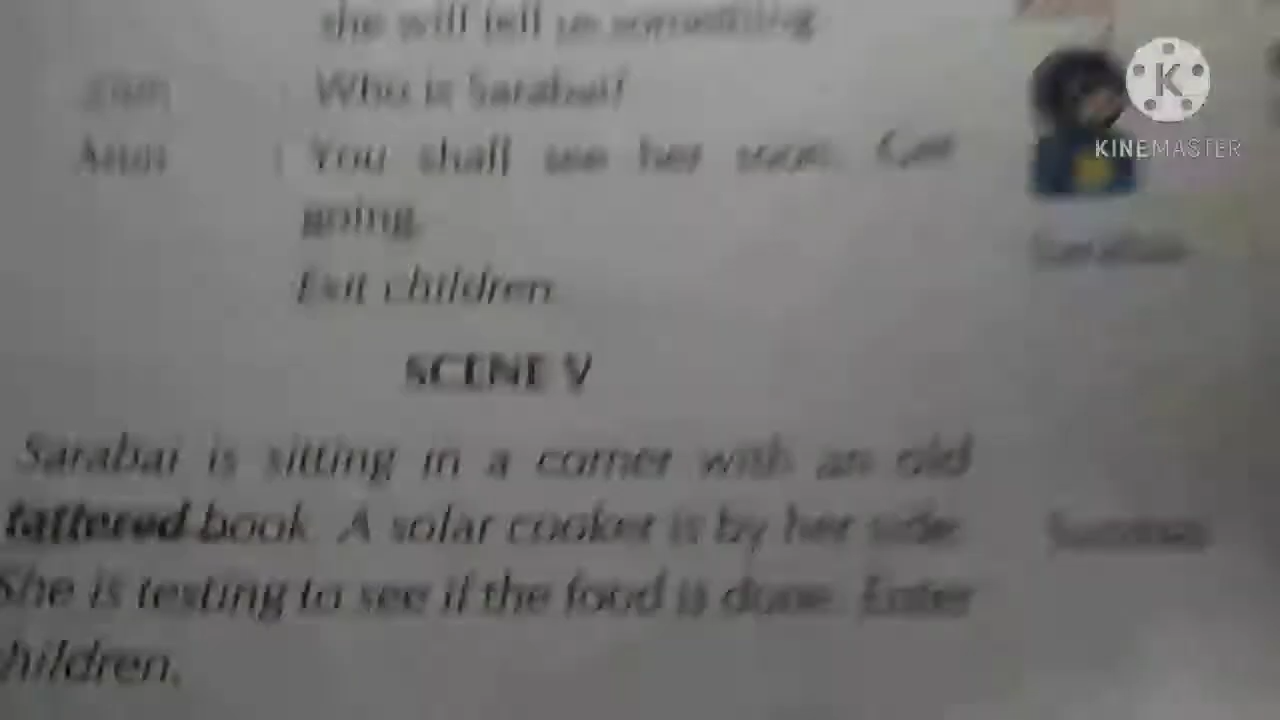 she will tell us something
Who is Sarabai?
: You shall see her soon. Get
going.
Exit children
SCENE V
Sarabai is sitting in a corner with an old
tattered book. A solar cooker is by her side.
She is testing to see if the food is done. Enter
hildren.
K
KINEMASTER